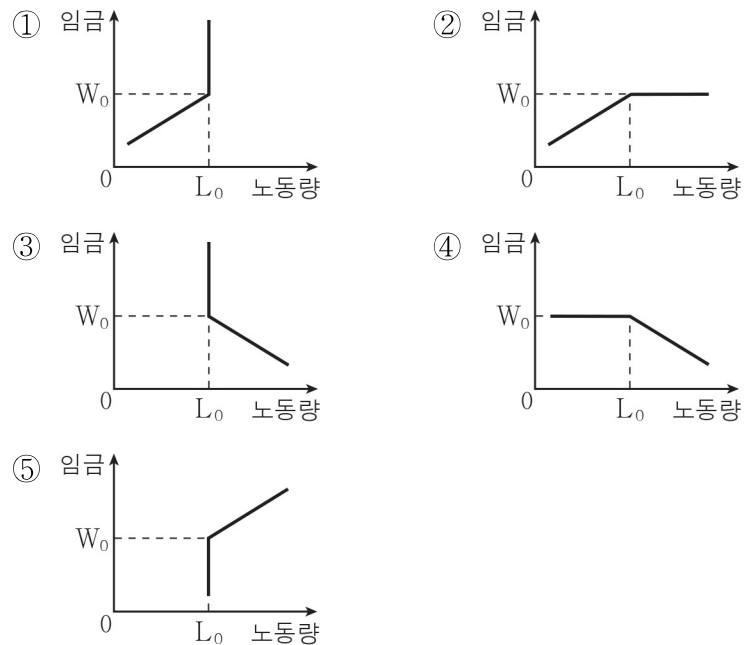 ① 임금 W₀ 0 L₀ 노동량
② 임금 W₀ 0 L₀ 노동량
③ 임금 W₀ 0 L₀ 노동량
④ 임금 W₀ 0 L₀ 노동량
⑤ 임금 W₀ 0 L₀ 노동량